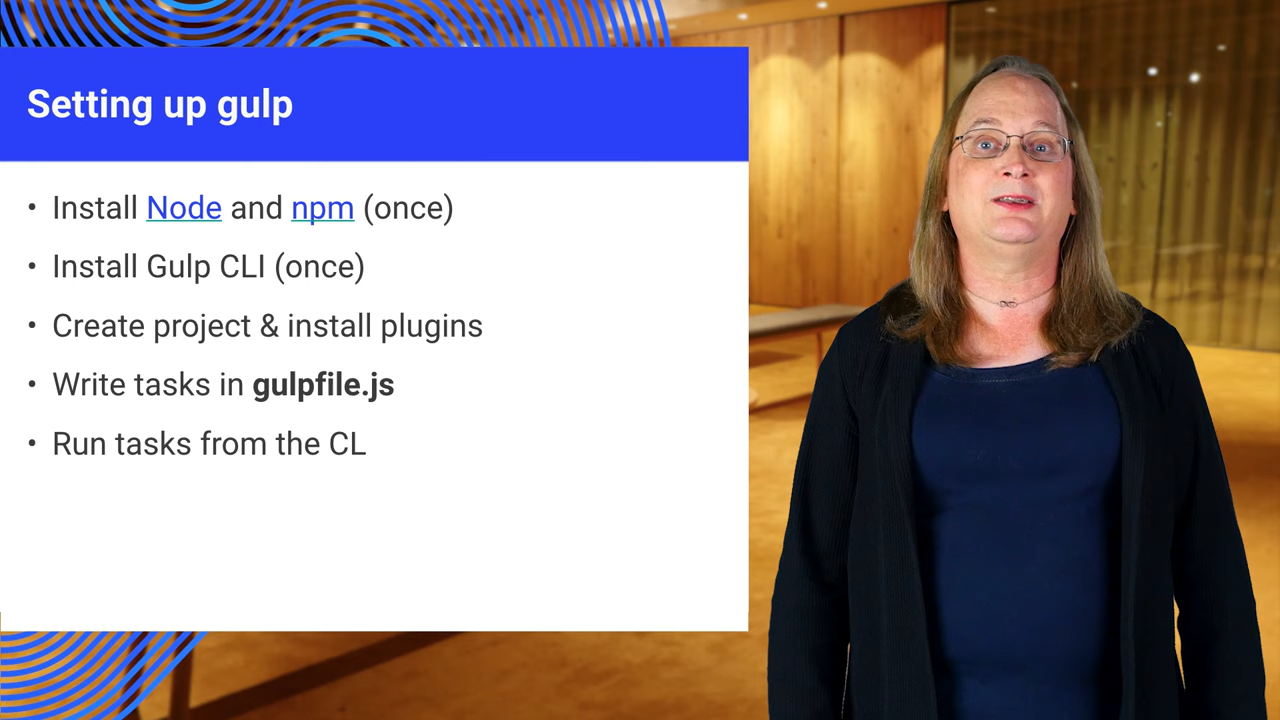 Setting up gulp
• Install Node and npm (once)
• Install Gulp CLI (once)
• Create project & install plugins
• Write tasks in gulpfile.js
• Run tasks from the CL